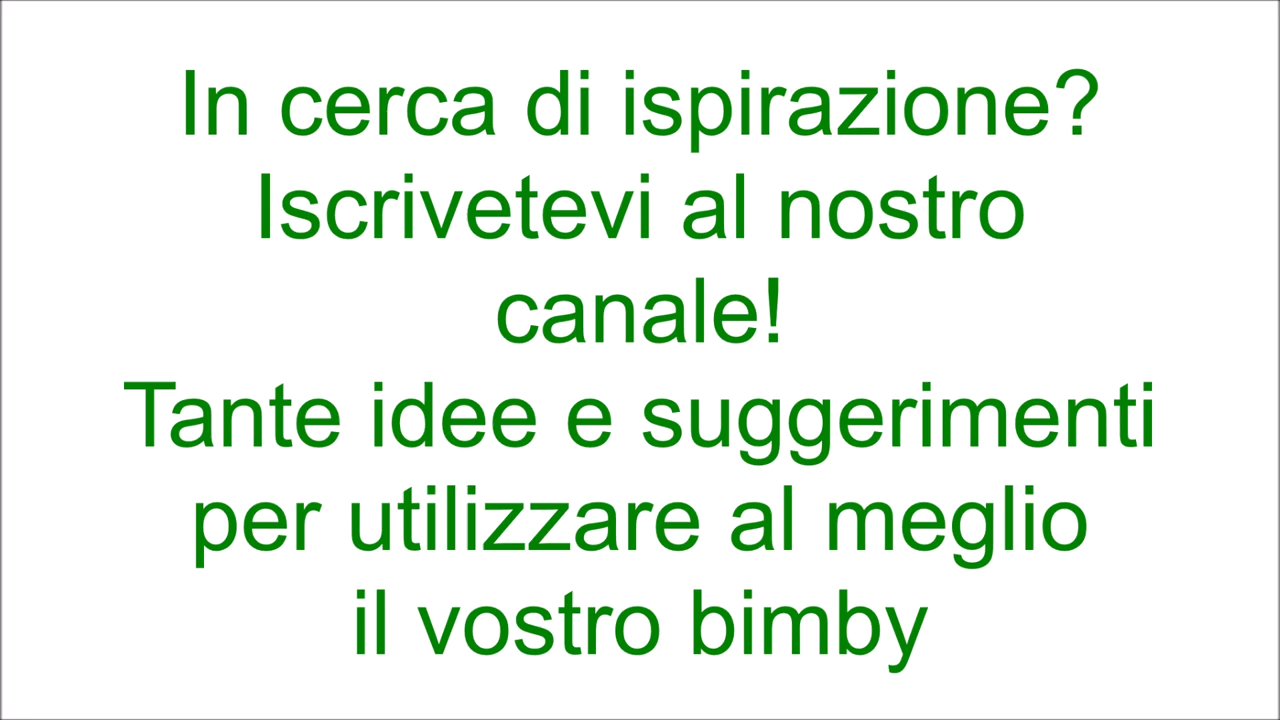 In cerca di ispirazione?
Iscrivetevi al nostro
canale!
Tante idee e suggerimenti
per utilizzare al meglio
il vostro bimby